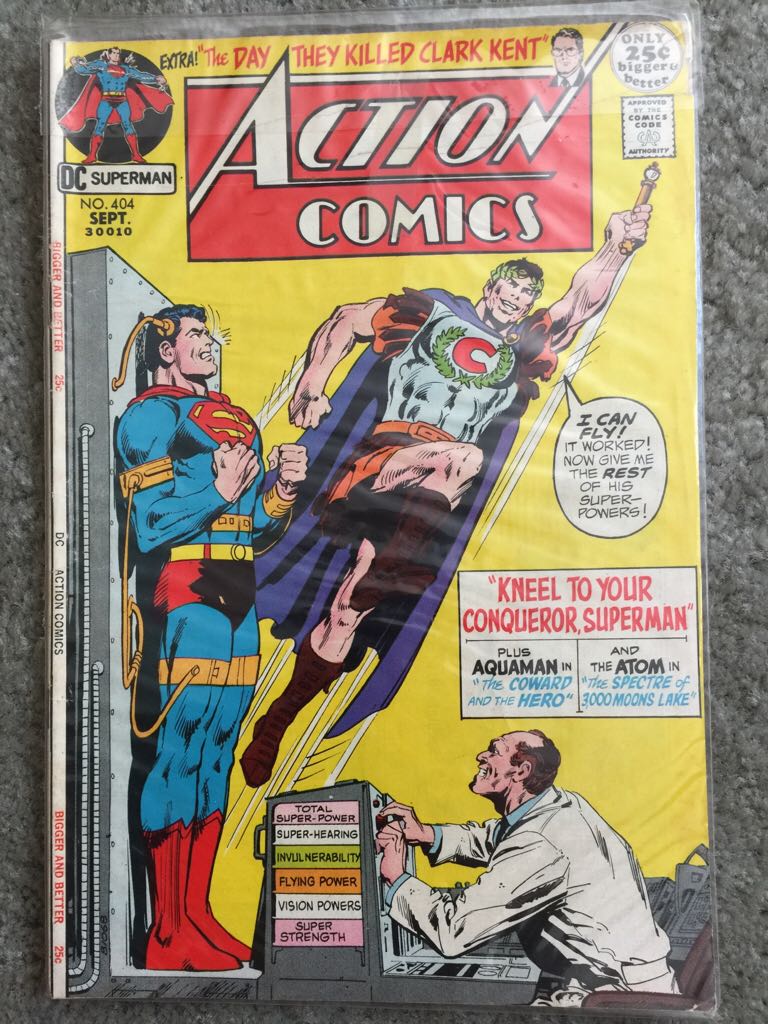 EXTRA! "THE DAY THEY KILLED CLARK KENT"
ONLY
25¢
bigger &
better
APPROVED
BY THE
COMICS
CODE
CA
AUTHORITY
DC SUPERMAN
NO. 404
SEPT.
30010
ACTION
COMICS
BIGGER AND BETTER 25¢
DC ACTION COMICS
BIGGER AND BETTER 25¢
S
C
I CAN
FLY!
IT WORKED!
NOW GIVE ME
THE REST
OF HIS
SUPER-
POWERS!
"KNEEL TO YOUR
CONQUEROR, SUPERMAN"
PLUS
AQUAMAN IN
"THE COWARD
AND THE HERO"
AND
THE ATOM IN
"THE SPECTRE of
3000 MOONS LAKE"
TOTAL
SUPER-POWER
SUPER-HEARING
INVULNERABILITY
FLYING POWER
VISION POWERS
SUPER
STRENGTH